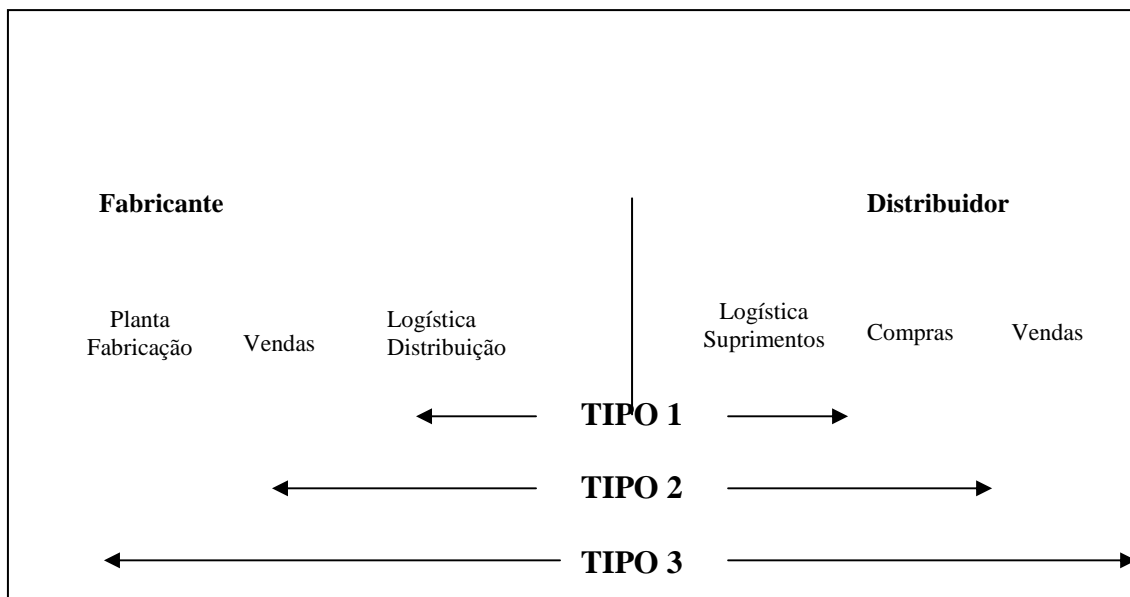 Fabricante
Distribuidor
Planta
Fabricação
Vendas
Logística
Distribuição
Logística
Suprimentos
Compras
Vendas
TIPO 1
TIPO 2
TIPO 3